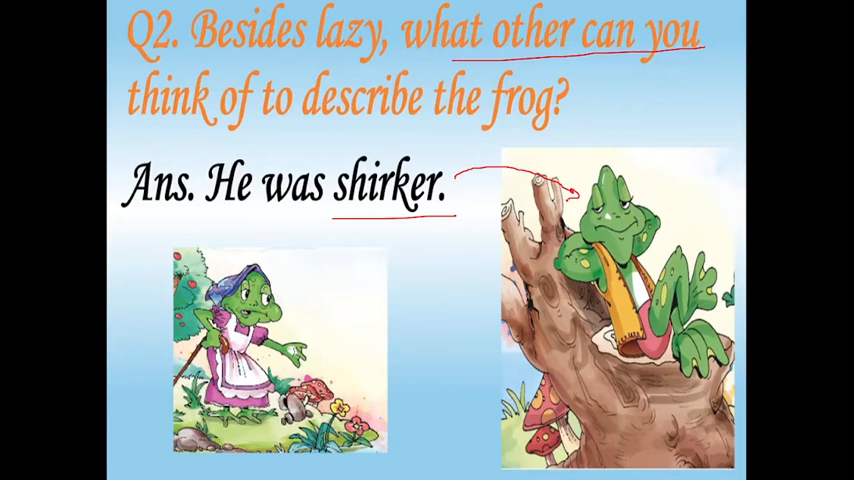 Q2. Besides lazy, what other can you
think of to describe the frog?
Ans. He was shirker.